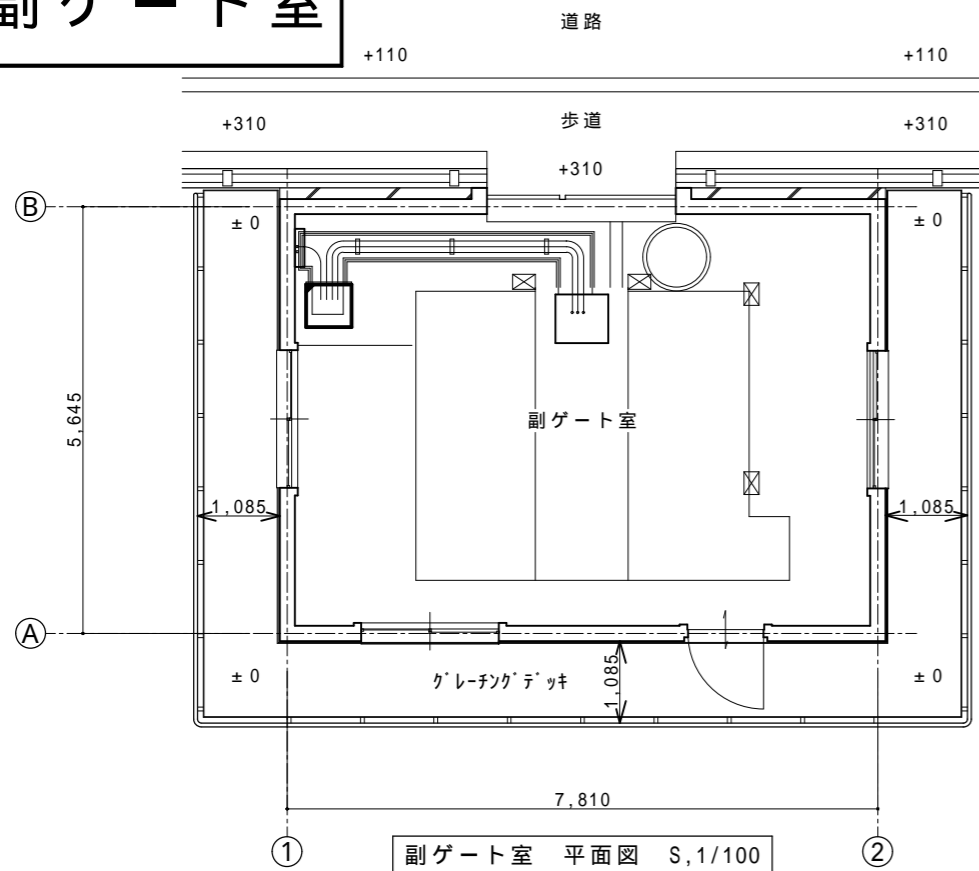 副ゲート室
道路
+110
+110
+310
歩道
+310
+310
B
±0
±0
5,645
副ゲート室
1,085
1,085
A
±0
グレーチングデッキ
1,085
±0
7,810
1
副ゲート室 平面図 S,1/100
2